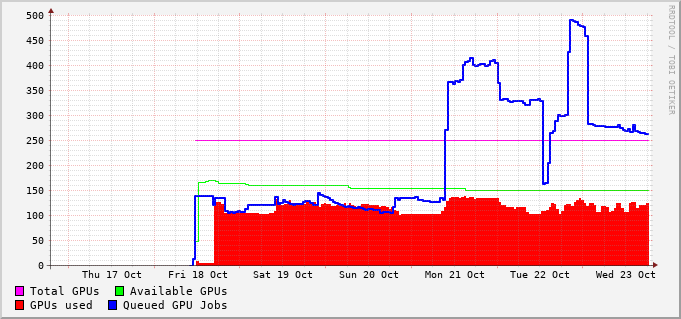 500
450
400
350
300
250
200
150
100
50
0
Thu 17 Oct Fri 18 Oct Sat 19 Oct Sun 20 Oct Mon 21 Oct Tue 22 Oct Wed 23 Oct
Total GPUs Available GPUs
GPUs used Queued GPU Jobs
RRDTOOL / TOBI OETIKER